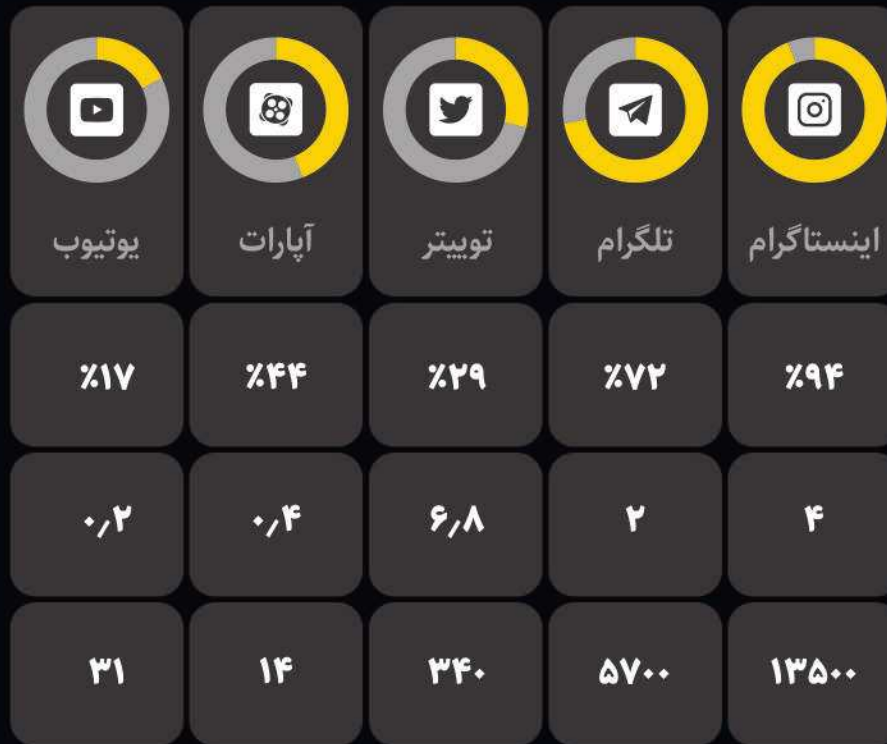 اینستاگرام تلگرام توییتر آپارات یوتیوب
٪۹۴ ٪۷۲ ٪۲۹ ٪۴۴ ٪۱۷
۴ ۲ ۶٫۸ ۰٫۴ ۰٫۲
۱۳۵۰۰ ۵۷۰۰ ۳۴۰ ۱۴ ۳۱